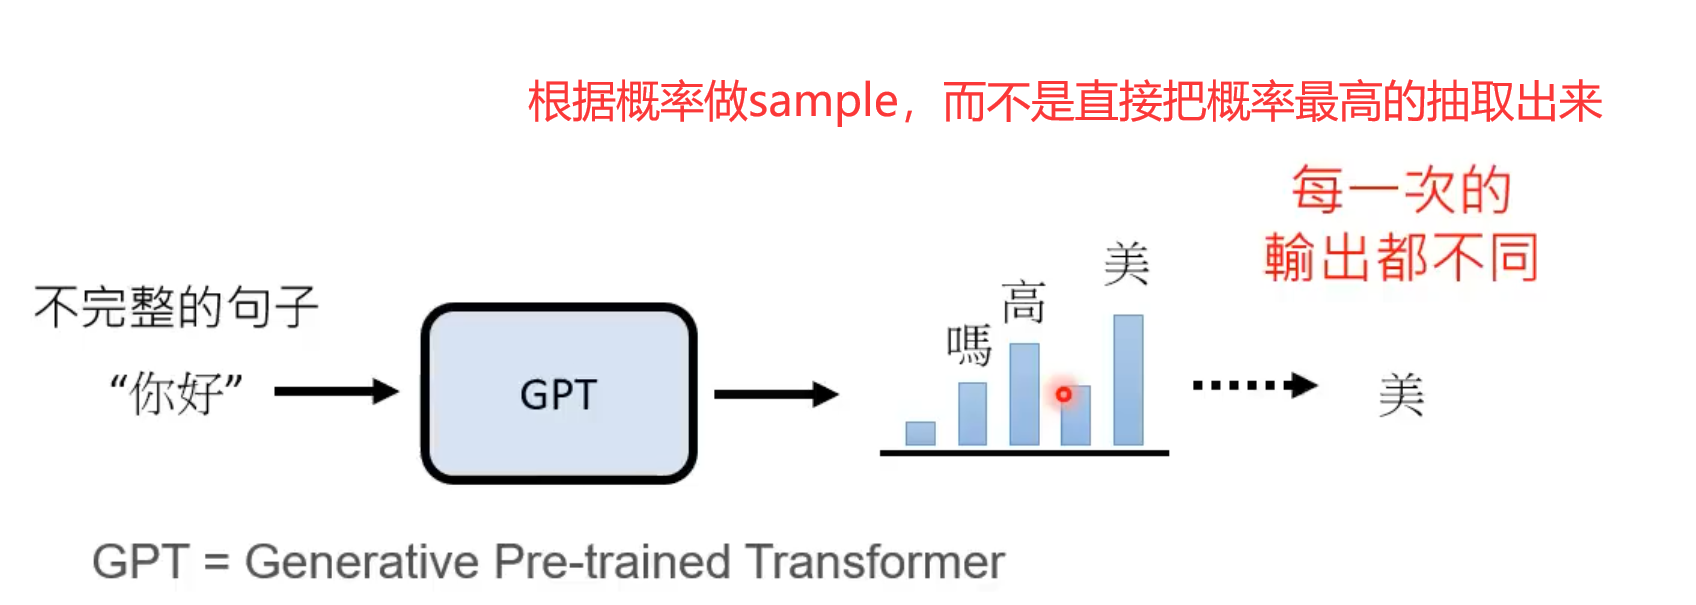 根据概率做sample，而不是直接把概率最高的抽取出来
每一次的
輸出都不同
不完整的句子
“你好”
GPT
嗎
高
美
美
GPT = Generative Pre-trained Transformer